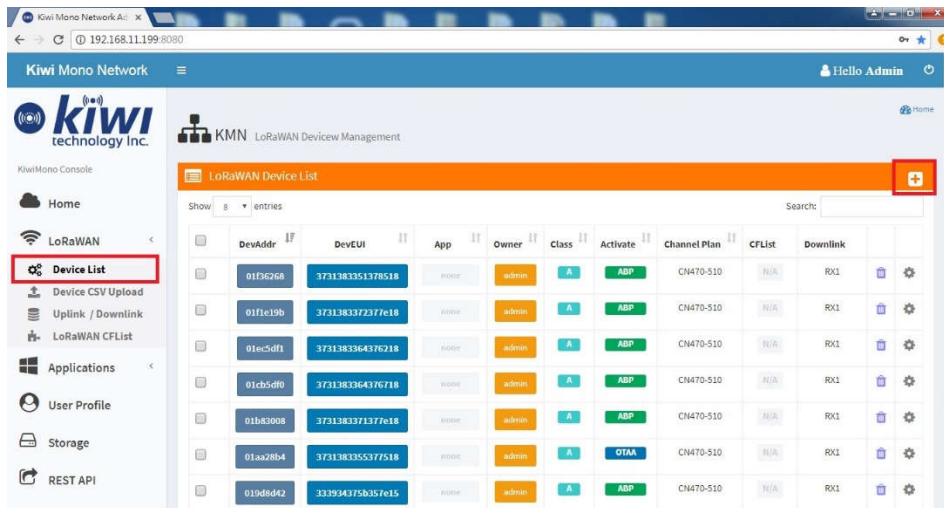 Kiwi Mono Network Ad
192.168.11.199:8080
Kiwi Mono Network
Hello Admin
kiwi
technology Inc.
KiwiMono Console
Home
LoRaWAN
Device List
Device CSV Upload
Uplink / Downlink
LoRaWAN CFList
Applications
User Profile
Storage
REST API
Home
KMN LoRaWAN Devicew Management
LoRaWAN Device List
Show 8 entries
Search:
DevAddr DevEUI App Owner Class Activate Channel Plan CFList Downlink
01f36268 3731383351378518 none admin A ABP CN470-510 N/A RX1
01f1e19b 3731383372377e18 none admin A ABP CN470-510 N/A RX1
01ec5df1 3731383364376218 none admin A ABP CN470-510 N/A RX1
01cb5df0 3731383364376718 none admin A ABP CN470-510 N/A RX1
01b83008 3731383371377e18 none admin A ABP CN470-510 N/A RX1
01aa28b4 3731383355377518 none admin A OTAA CN470-510 N/A RX1
019d8d42 333934375b357e15 none admin A ABP CN470-510 N/A RX1